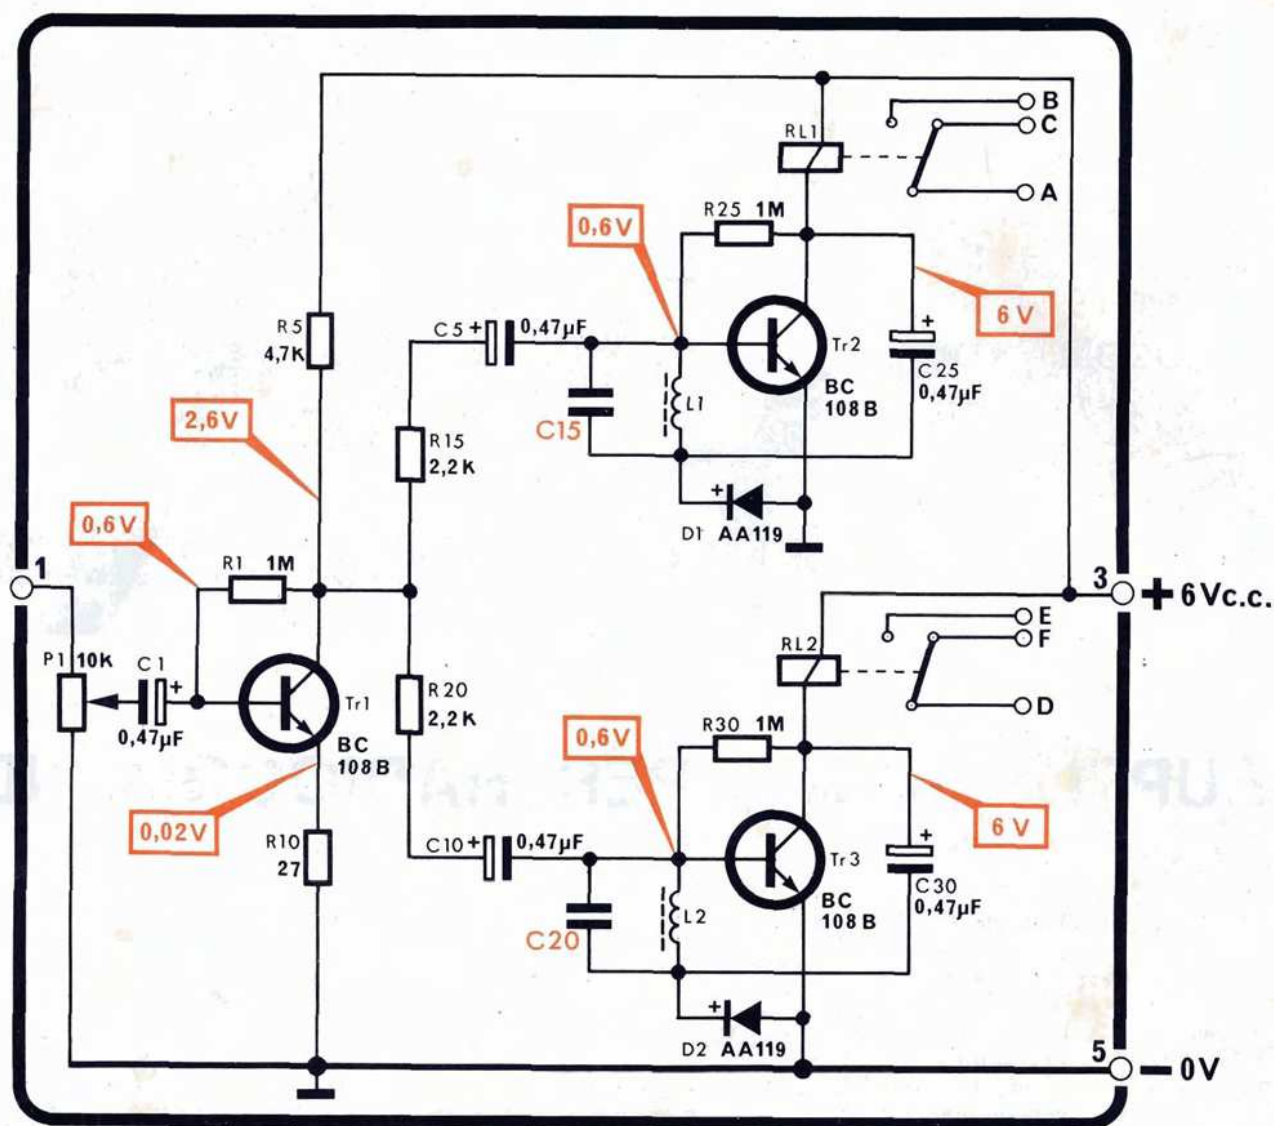 B
C
RL1
A
R25 1M
0,6V
6V
R5
4,7K
C5 + 0,47µF
Tr2
+
C25
0,47µF
BC
108B
L1
C15
2,6V
R15
2,2K
+
D1 AA119
0,6V
1
R1 1M
3
+ 6Vc.c.
E
F
RL2
D
P1 10K
C1
+
0,47µF
Tr1
R20
2,2K
BC
108B
R30 1M
0,6V
6V
0,02V
R10
27
C10 + 0,47µF
Tr3
+
C30
0,47µF
BC
108B
L2
C20
+
D2 AA119
5
- 0V